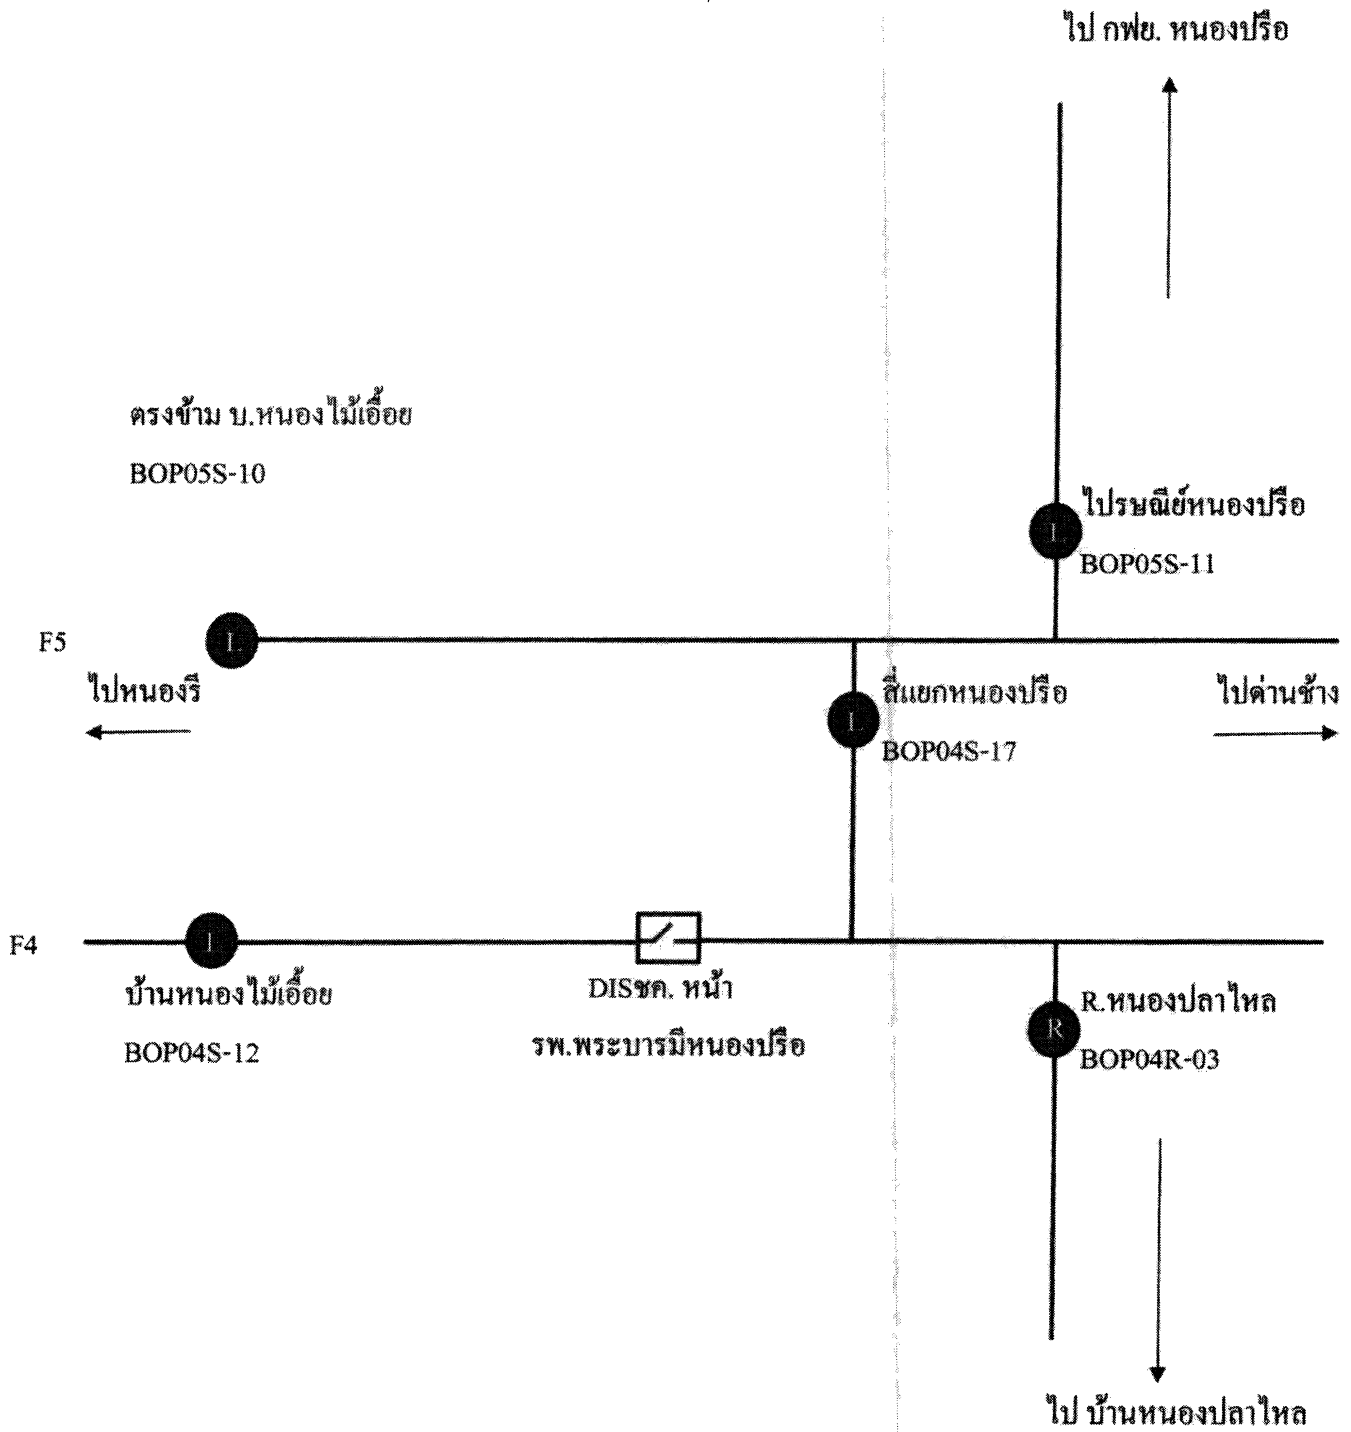 ไป กฟย. หนองปรือ
ตรงข้าม บ.หนองไม้เอื้อย
BOP05S-10
ไปรษณีย์หนองปรือ
L
BOP05S-11
F5
L
ไปหนองรี
สี่แยกหนองปรือ
ไปด่านช้าง
L
BOP04S-17
F4
L
บ้านหนองไม้เอื้อย
DISชค. หน้า
R.หนองปลาไหล
R
BOP04S-12
รพ.พระบารมีหนองปรือ
BOP04R-03
ไป บ้านหนองปลาไหล